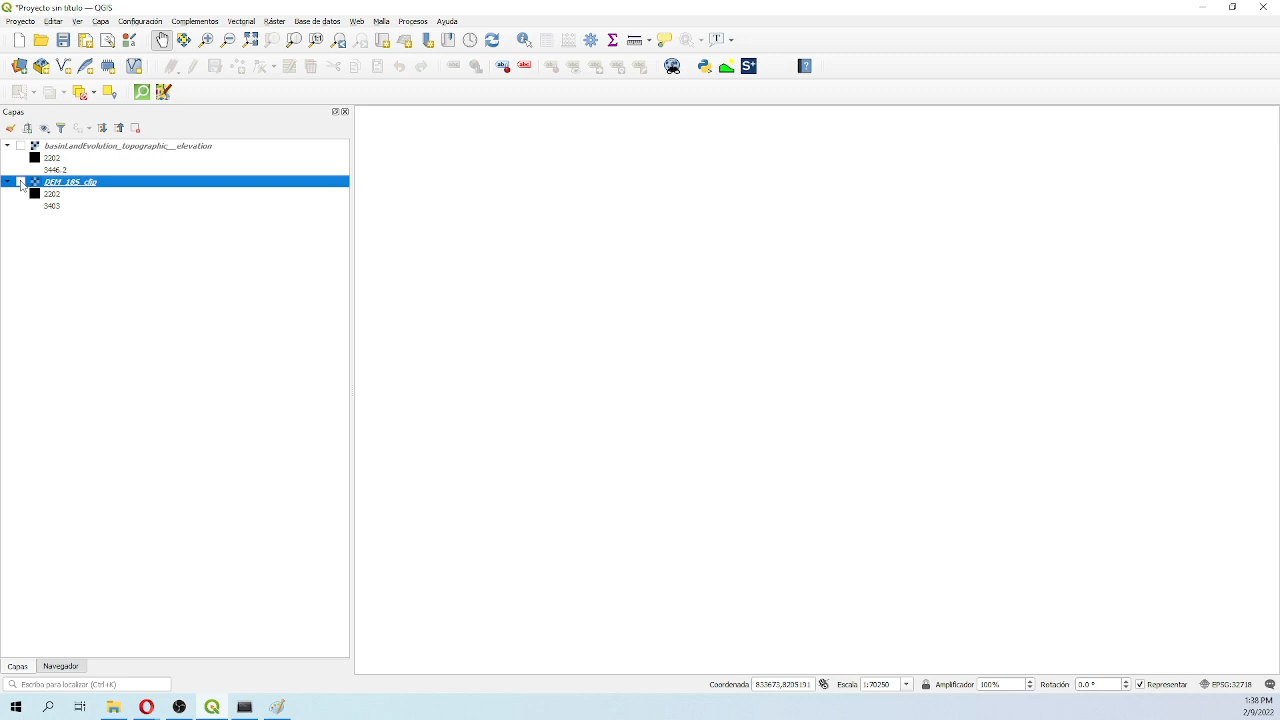 *Proyecto sin título — QGIS
Proyecto Editar Ver Capa Configuración Complementos Vectorial Ráster Base de datos Web Malla Procesos Ayuda
Capas
basinLandEvolution_topographic__elevation
2202
3446.2
DEM_18S_clip
2202
3403
Capas Navegador
Escriba para localizar (Ctrl+K)
Coordenada 833673,8205191 Escala 1:70250 Amplificador 100% Rotación 0.0 ° Representar EPSG:32718
1:38 PM
2/9/2022